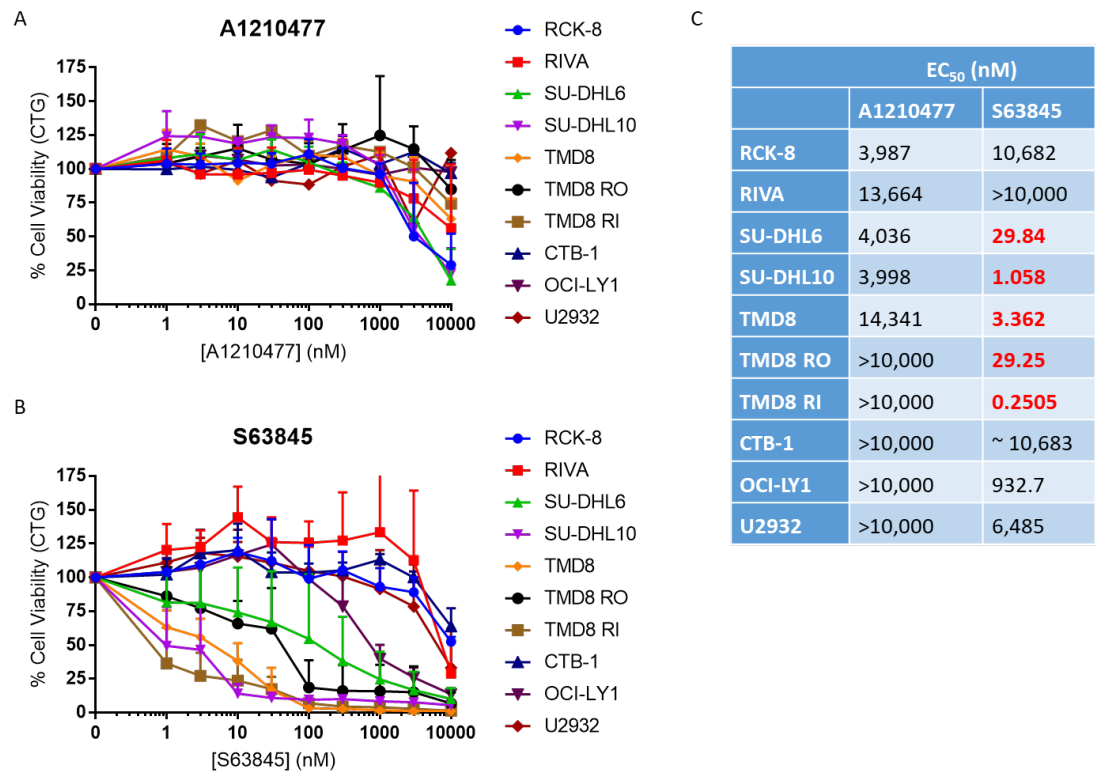 A
A1210477
175
150
125
100
75
50
25
0
% Cell Viability (CTG)
0 1 10 100 1000 10000
[A1210477] (nM)
RCK-8
RIVA
SU-DHL6
SU-DHL10
TMD8
TMD8 RO
TMD8 RI
CTB-1
OCI-LY1
U2932
B
S63845
175
150
125
100
75
50
25
0
% Cell Viability (CTG)
0 1 10 100 1000 10000
[S63845] (nM)
RCK-8
RIVA
SU-DHL6
SU-DHL10
TMD8
TMD8 RO
TMD8 RI
CTB-1
OCI-LY1
U2932
C
EC50 (nM)
A1210477 S63845
RCK-8 3,987 10,682
RIVA 13,664 >10,000
SU-DHL6 4,036 29.84
SU-DHL10 3,998 1.058
TMD8 14,341 3.362
TMD8 RO >10,000 29.25
TMD8 RI >10,000 0.2505
CTB-1 >10,000 ~ 10,683
OCI-LY1 >10,000 932.7
U2932 >10,000 6,485